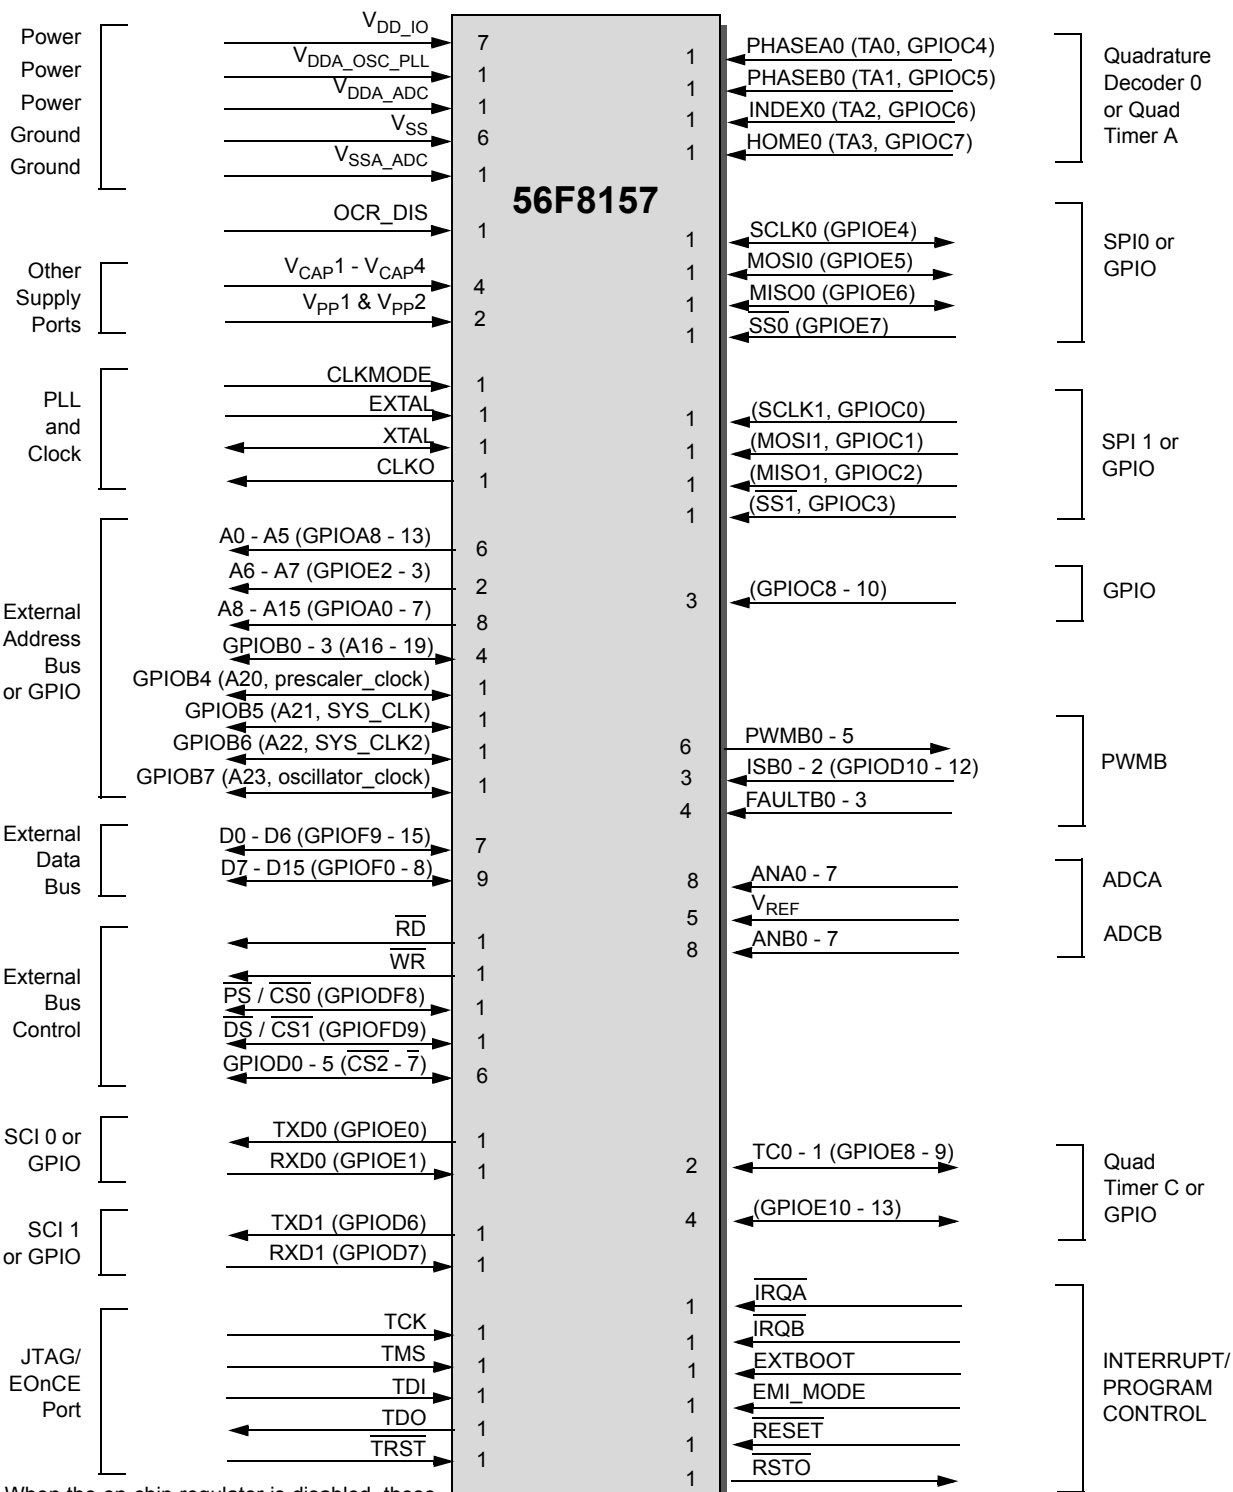 56F8157
Power
Power
Power
Ground
Ground
VDD_IO 7
VDDA_OSC_PLL 1
VDDA_ADC 1
VSS 6
VSSA_ADC 1
OCR_DIS 1
Other
Supply
Ports
VCAP1 - VCAP4 4
VPP1 & VPP2 2
PLL
and
Clock
CLKMODE 1
EXTAL 1
XTAL 1
CLKO 1
External
Address
Bus
or GPIO
A0 - A5 (GPIOA8 - 13) 6
A6 - A7 (GPIOE2 - 3) 2
A8 - A15 (GPIOA0 - 7) 8
GPIOB0 - 3 (A16 - 19) 4
GPIOB4 (A20, prescaler_clock) 1
GPIOB5 (A21, SYS_CLK) 1
GPIOB6 (A22, SYS_CLK2) 1
GPIOB7 (A23, oscillator_clock) 1
External
Data
Bus
D0 - D6 (GPIOF9 - 15) 7
D7 - D15 (GPIOF0 - 8) 9
External
Bus
Control
RD 1
WR 1
PS / CS0 (GPIODF8) 1
DS / CS1 (GPIOFD9) 1
GPIOD0 - 5 (CS2 - 7) 6
SCI 0 or
GPIO
TXD0 (GPIOE0) 1
RXD0 (GPIOE1) 1
SCI 1
or GPIO
TXD1 (GPIOD6) 1
RXD1 (GPIOD7) 1
JTAG/
EOnCE
Port
TCK 1
TMS 1
TDI 1
TDO 1
TRST 1
1 PHASEA0 (TA0, GPIOC4)
1 PHASEB0 (TA1, GPIOC5)
1 INDEX0 (TA2, GPIOC6)
1 HOME0 (TA3, GPIOC7)
Quadrature
Decoder 0
or Quad
Timer A
1 SCLK0 (GPIOE4)
1 MOSI0 (GPIOE5)
1 MISO0 (GPIOE6)
1 SS0 (GPIOE7)
SPI0 or
GPIO
1 (SCLK1, GPIOC0)
1 (MOSI1, GPIOC1)
1 (MISO1, GPIOC2)
1 (SS1, GPIOC3)
SPI 1 or
GPIO
3 (GPIOC8 - 10)
GPIO
6 PWMB0 - 5
3 ISB0 - 2 (GPIOD10 - 12)
4 FAULTB0 - 3
PWMB
8 ANA0 - 7
5 VREF
8 ANB0 - 7
ADCA
ADCB
2 TC0 - 1 (GPIOE8 - 9)
4 (GPIOE10 - 13)
Quad
Timer C or
GPIO
1 IRQA
1 IRQB
1 EXTBOOT
1 EMI_MODE
1 RESET
1 RSTO
INTERRUPT/
PROGRAM
CONTROL
When the on-chip regulator is disabled, these